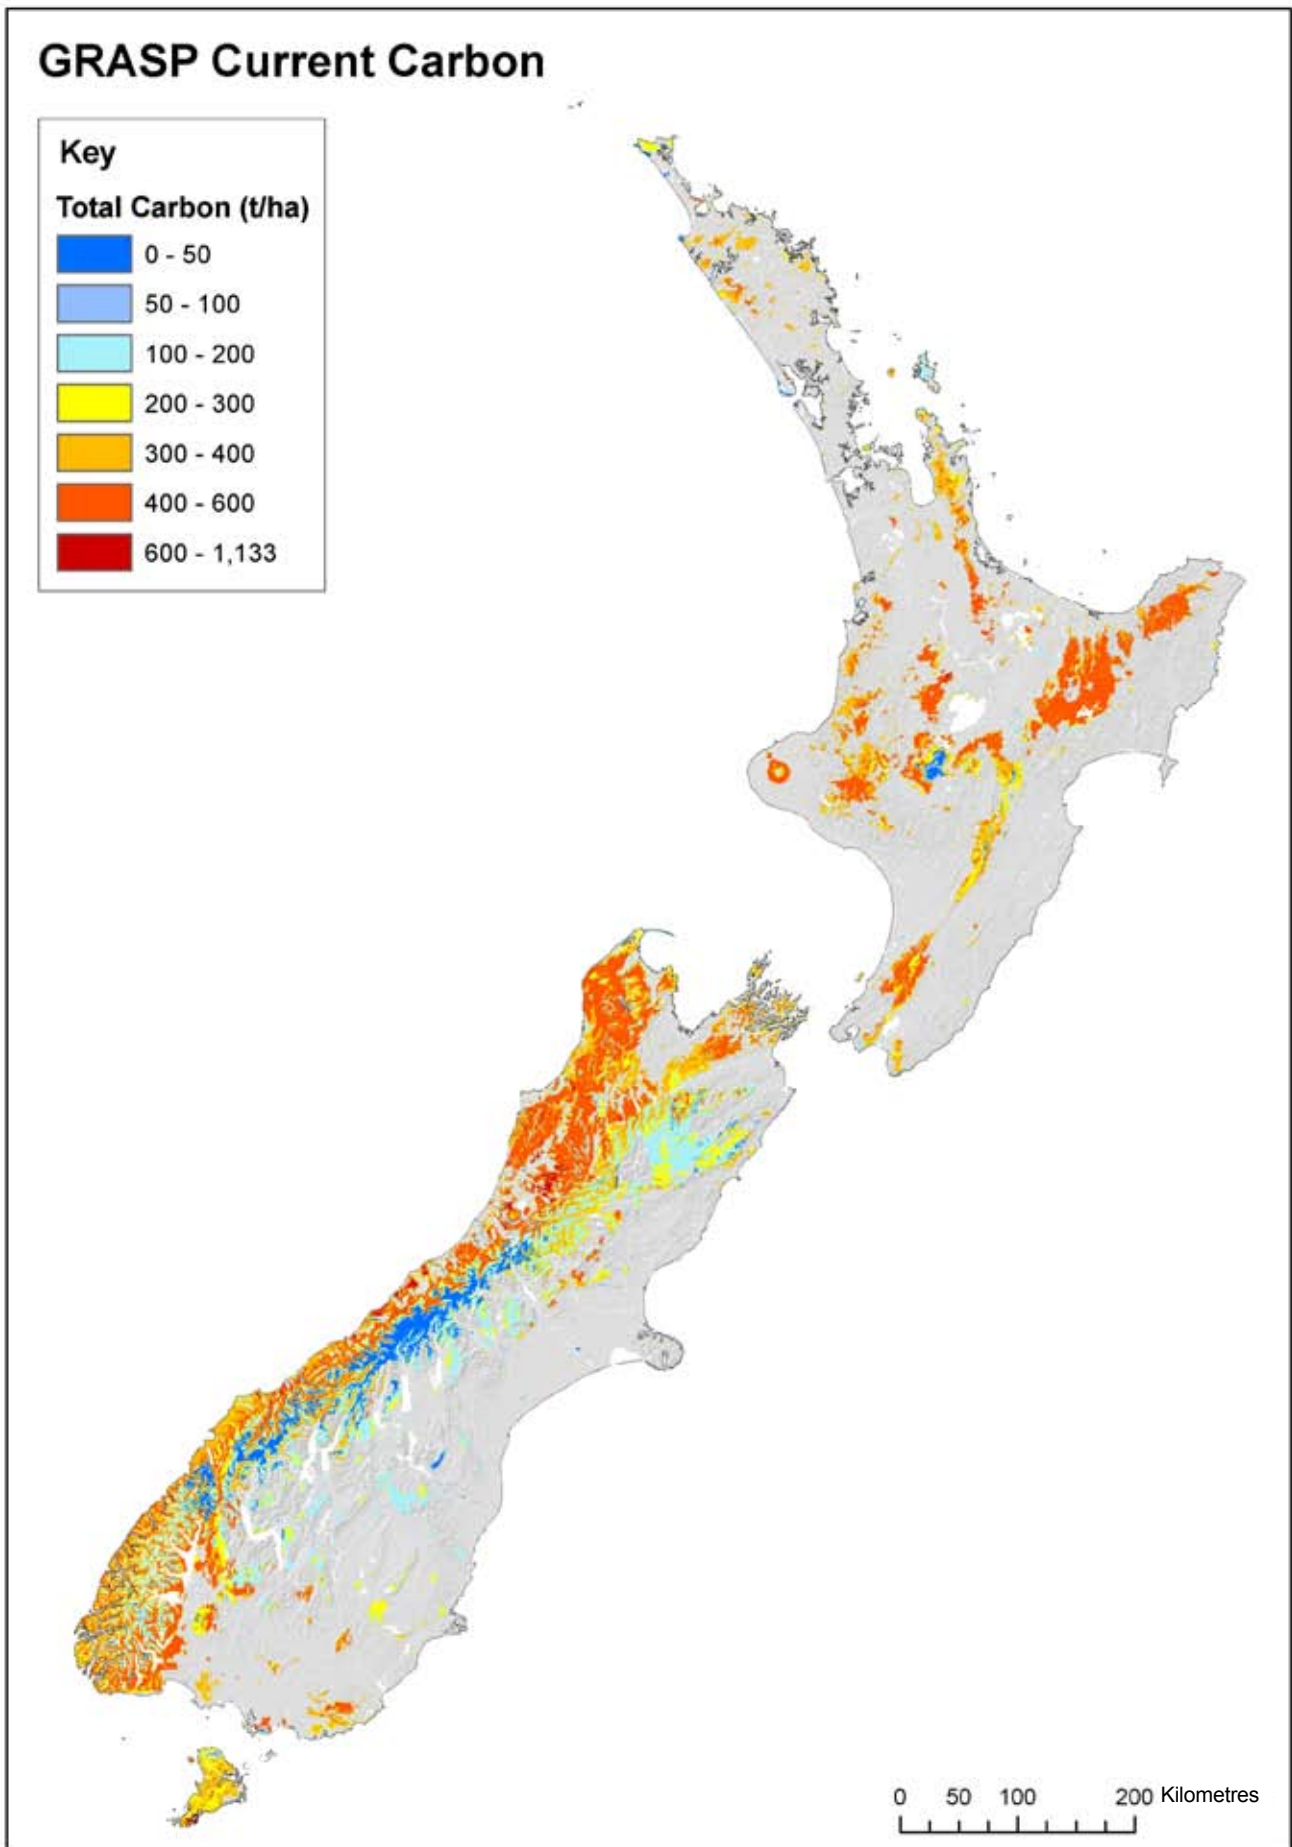 GRASP Current Carbon
Key
Total Carbon (t/ha)
0 - 50
50 - 100
100 - 200
200 - 300
300 - 400
400 - 600
600 - 1,133
0 50 100 200 Kilometres